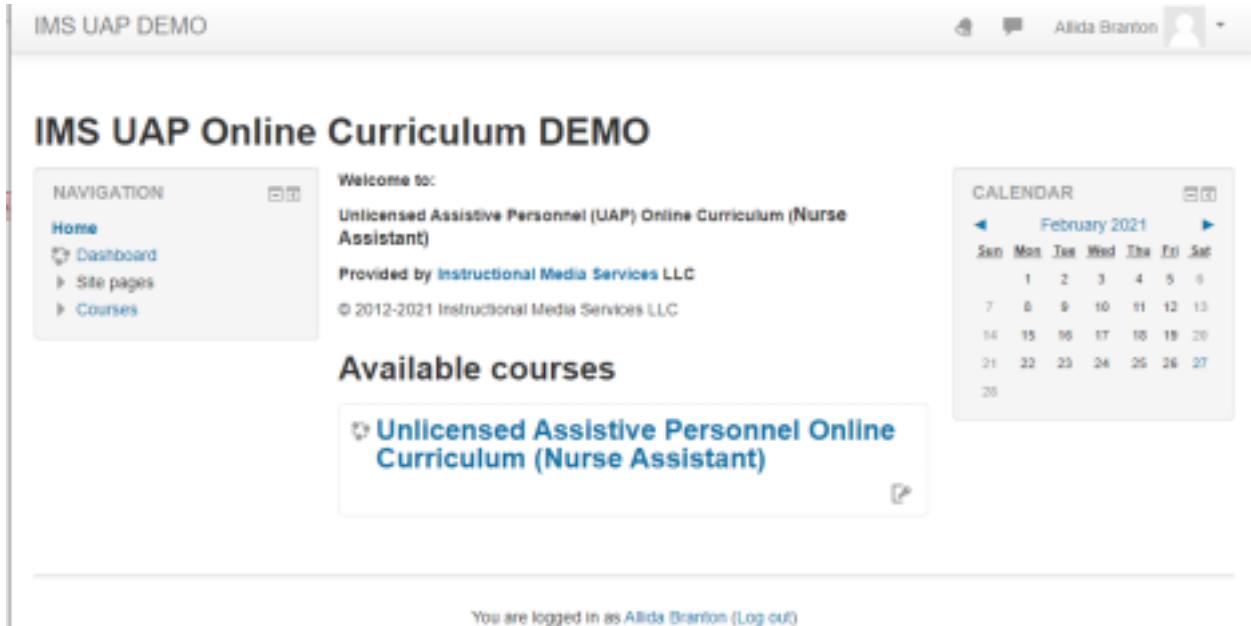 IMS UAP DEMO
Allida Branton
IMS UAP Online Curriculum DEMO
NAVIGATION
Home
Dashboard
Site pages
Courses
Welcome to:
Unlicensed Assistive Personnel (UAP) Online Curriculum (Nurse
Assistant)
Provided by Instructional Media Services LLC
© 2012-2021 Instructional Media Services LLC
Available courses
Unlicensed Assistive Personnel Online
Curriculum (Nurse Assistant)
CALENDAR
February 2021
Sun Mon Tue Wed Thu Fri Sat
1 2 3 4 5 6
7 8 9 10 11 12 13
14 15 16 17 18 19 20
21 22 23 24 25 26 27
28
You are logged in as Allida Branton (Log out)